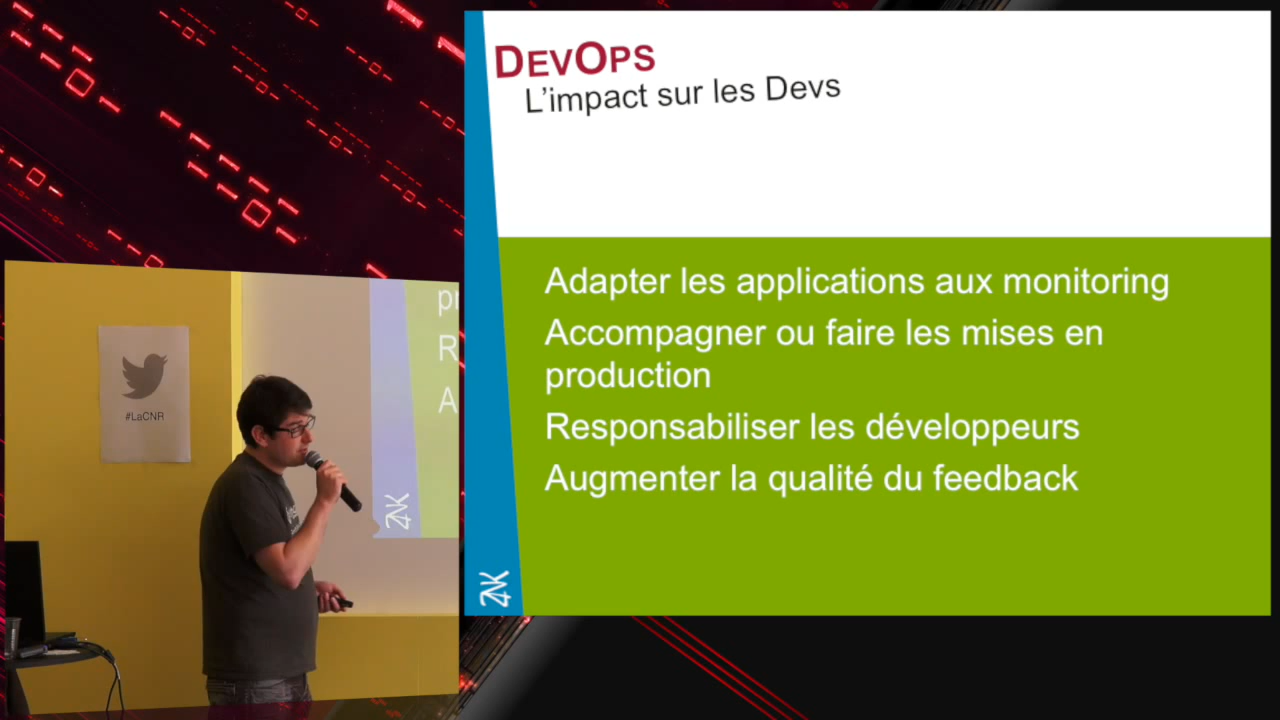 DEVOPS
L'impact sur les Devs
Adapter les applications aux monitoring
Accompagner ou faire les mises en
production
Responsabiliser les développeurs
Augmenter la qualité du feedback
#LaCNR
pr
R
A